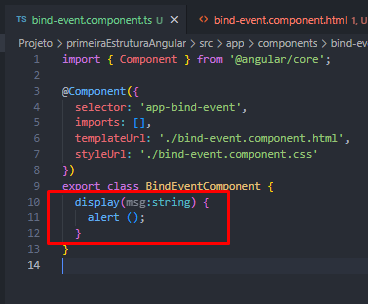 TS bind-event.component.ts U
bind-event.component.html 1, U
Projeto > primeiraEstruturaAngular > src > app > components > bind-eve
1 import { Component } from '@angular/core';
2
3 @Component({
4 selector: 'app-bind-event',
5 imports: [],
6 templateUrl: './bind-event.component.html',
7 styleUrl: './bind-event.component.css'
8 })
9 export class BindEventComponent {
10 display(msg:string) {
11 alert ();
12 }
13 }
14